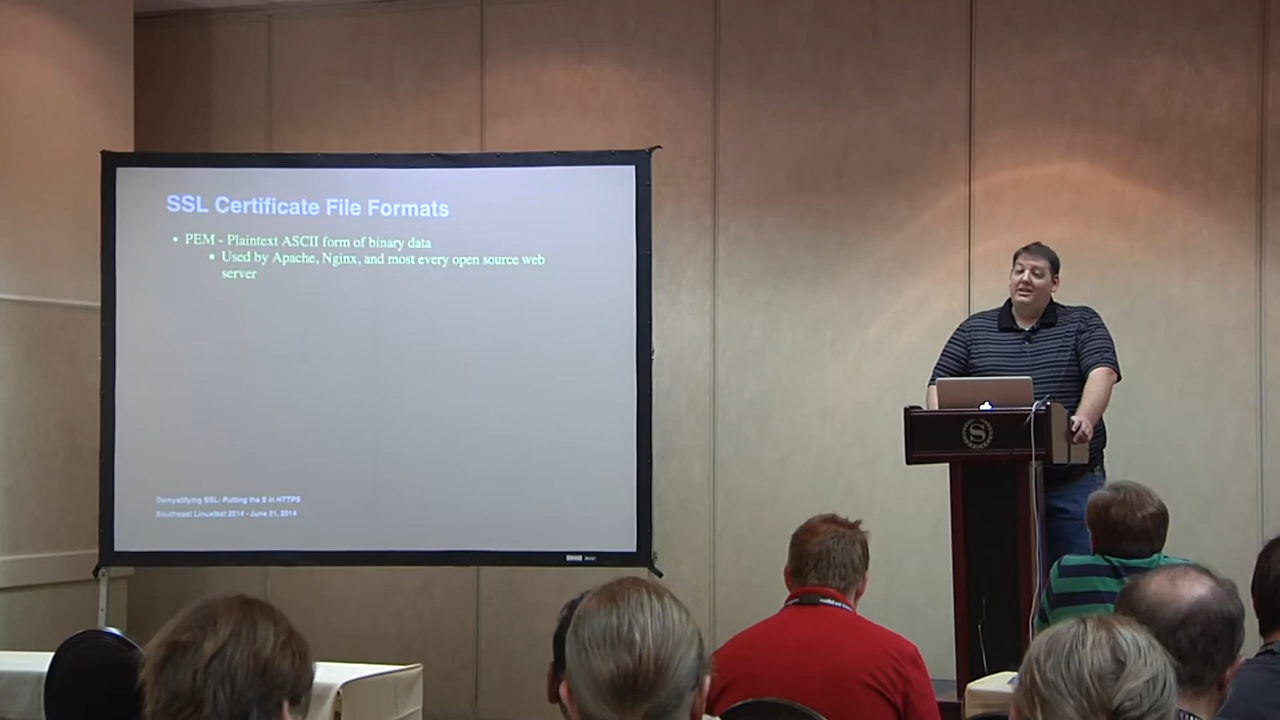 SSL Certificate File Formats
• PEM - Plaintext ASCII form of binary data
▪ Used by Apache, Nginx, and most every open source web
server
Demystifying SSL: Putting the S in HTTPS
Southeast Linuxfest 2014 - June 21, 2014
S